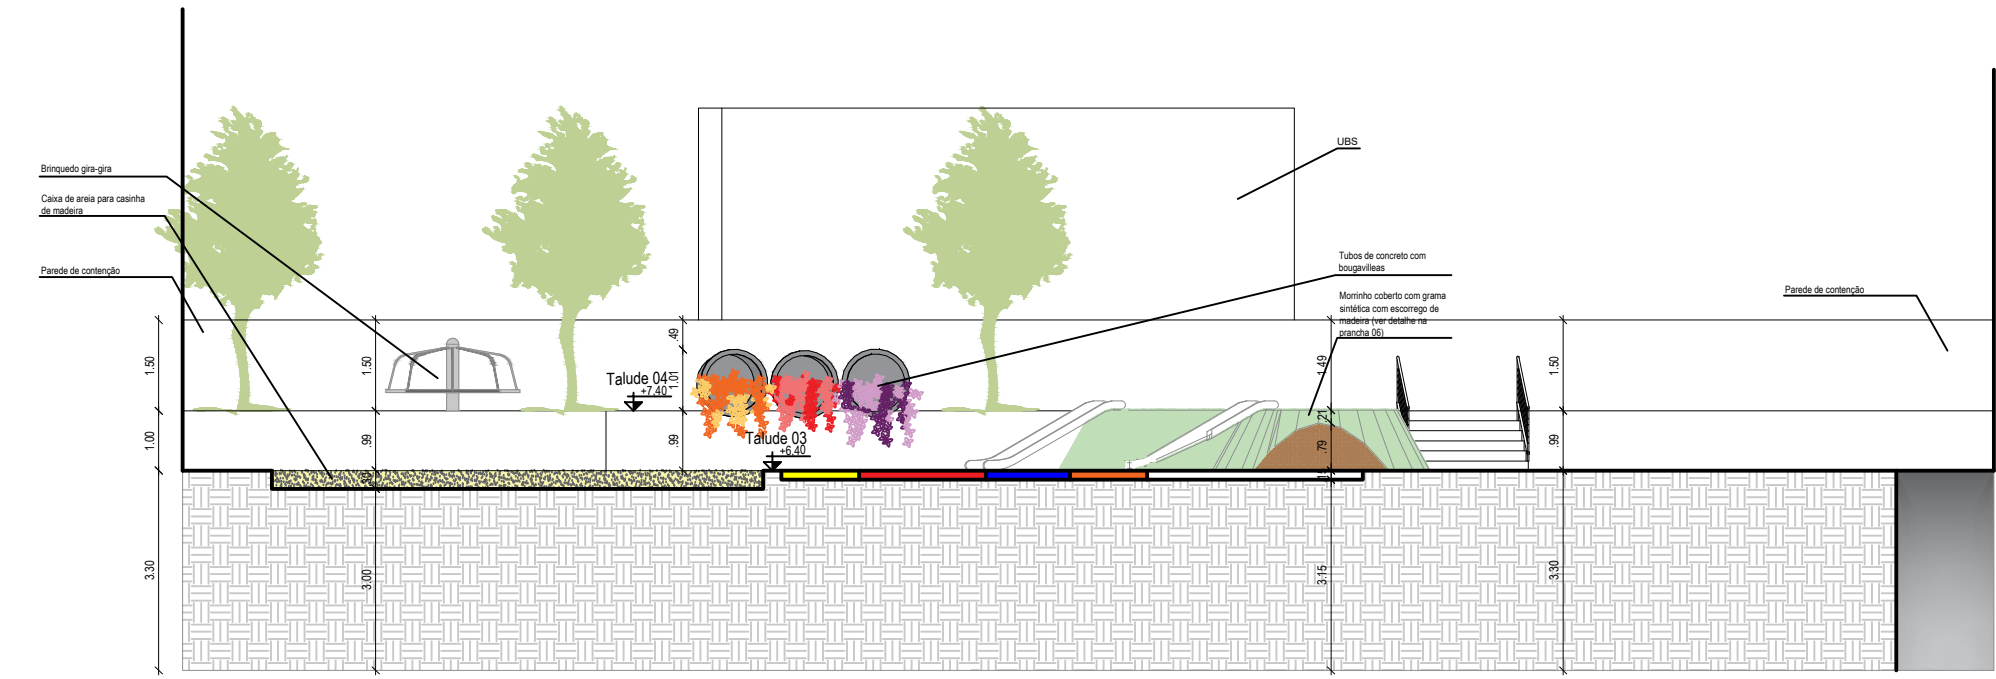 UBS
Brinquedo gira-gira
Caixa de areia para casinha
de madeira
Parede de contenção
Tubos de concreto com
bougavilleas
Morrinho coberto com grama
sintética com escorrego de
madeira (ver detalhe na
prancha 06)
Parede de contenção
1.50
1.50
.49
1.01
1.49
1.50
Talude 04
+7.40
1.00
.99
.99
.21
.79
.99
Talude 03
+6.40
3.30
3.00
3.15
3.30